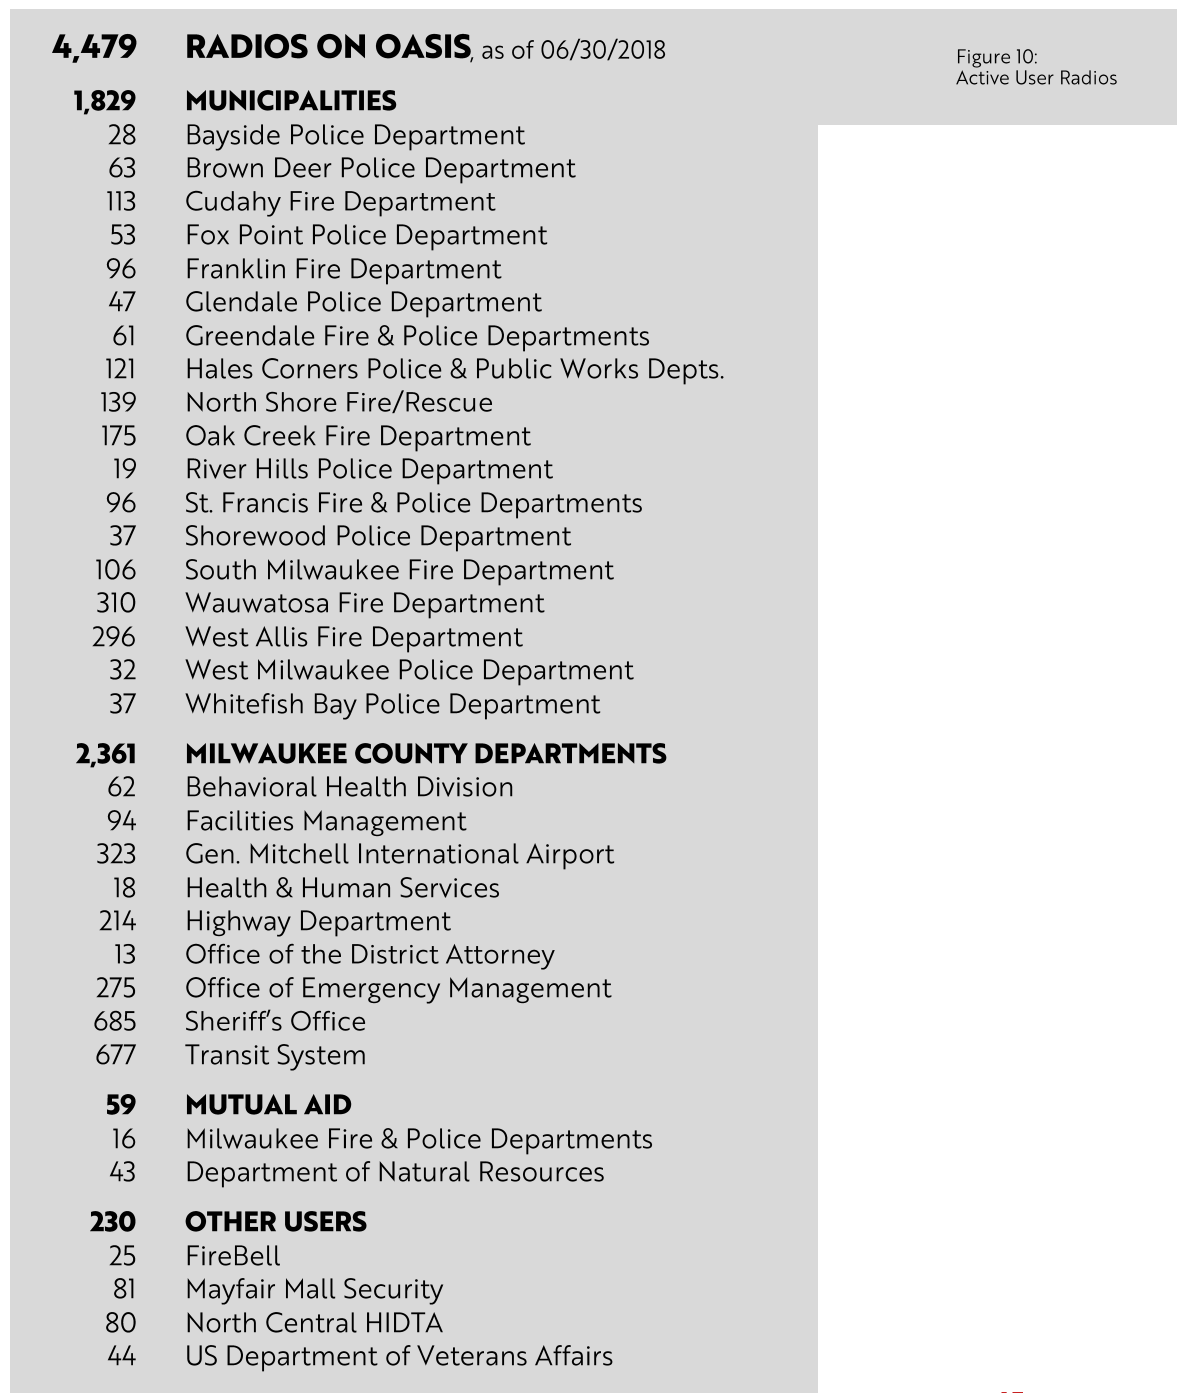 4,479 RADIOS ON OASIS, as of 06/30/2018
Figure 10:
Active User Radios
1,829 MUNICIPALITIES
28 Bayside Police Department
63 Brown Deer Police Department
113 Cudahy Fire Department
53 Fox Point Police Department
96 Franklin Fire Department
47 Glendale Police Department
61 Greendale Fire & Police Departments
121 Hales Corners Police & Public Works Depts.
139 North Shore Fire/Rescue
175 Oak Creek Fire Department
19 River Hills Police Department
96 St. Francis Fire & Police Departments
37 Shorewood Police Department
106 South Milwaukee Fire Department
310 Wauwatosa Fire Department
296 West Allis Fire Department
32 West Milwaukee Police Department
37 Whitefish Bay Police Department
2,361 MILWAUKEE COUNTY DEPARTMENTS
62 Behavioral Health Division
94 Facilities Management
323 Gen. Mitchell International Airport
18 Health & Human Services
214 Highway Department
13 Office of the District Attorney
275 Office of Emergency Management
685 Sheriff's Office
677 Transit System
59 MUTUAL AID
16 Milwaukee Fire & Police Departments
43 Department of Natural Resources
230 OTHER USERS
25 FireBell
81 Mayfair Mall Security
80 North Central HIDTA
44 US Department of Veterans Affairs